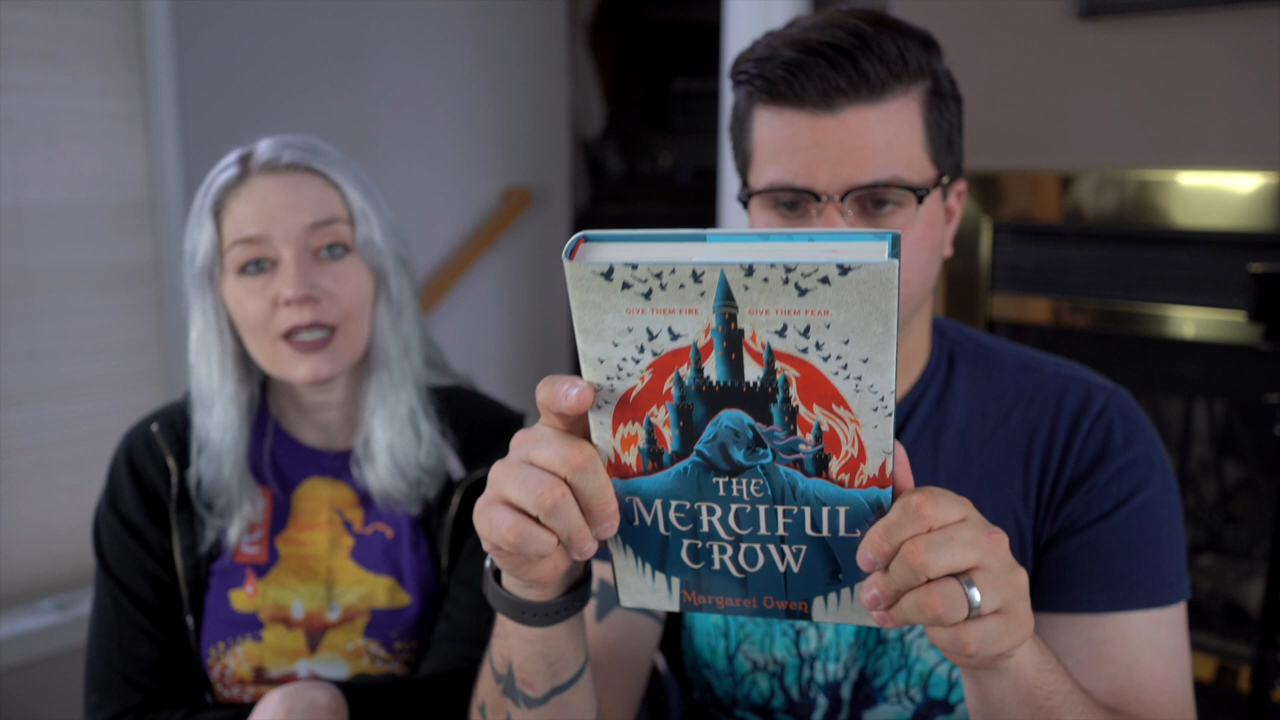 GIVE THEM FIRE. GIVE THEM FEAR.
THE
MERCIFUL
CROW
Margaret Owen